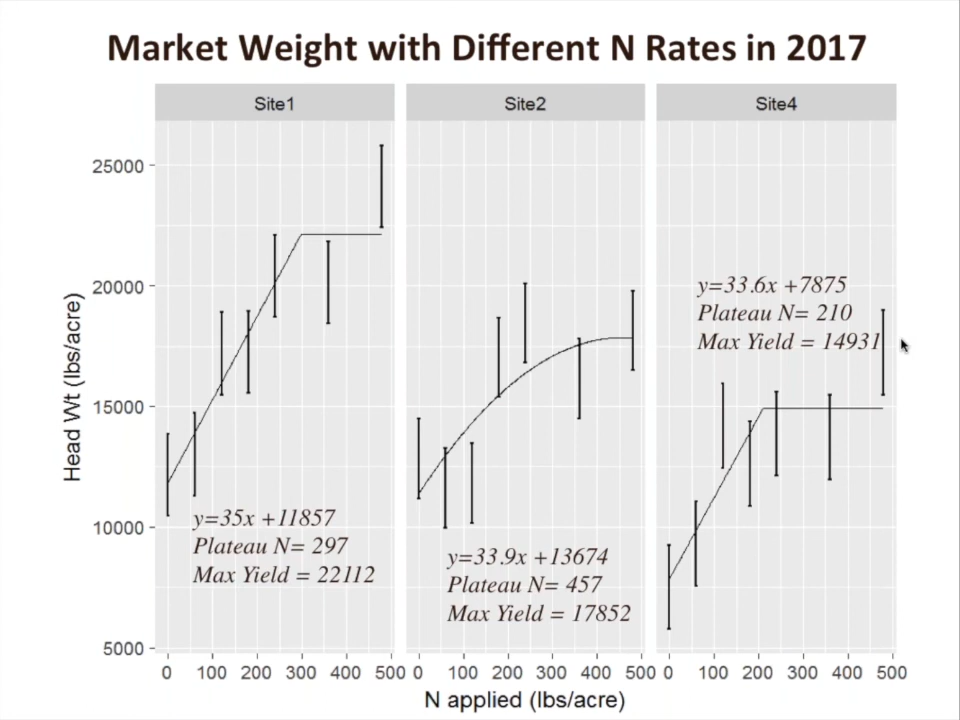 Market Weight with Different N Rates in 2017
Site1
Site2
Site4
Head Wt (lbs/acre)
25000
20000
15000
10000
5000
y=35x +11857
Plateau N= 297
Max Yield = 22112
y=33.9x +13674
Plateau N= 457
Max Yield = 17852
y=33.6x +7875
Plateau N= 210
Max Yield = 14931
0 100 200 300 400 500
0 100 200 300 400 500
0 100 200 300 400 500
N applied (lbs/acre)